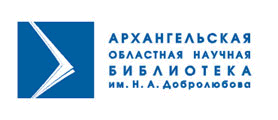 АРХАНГЕЛЬСКАЯ
ОБЛАСТНАЯ НАУЧНАЯ
БИБЛИОТЕКА
им. Н. А. Добролюбова